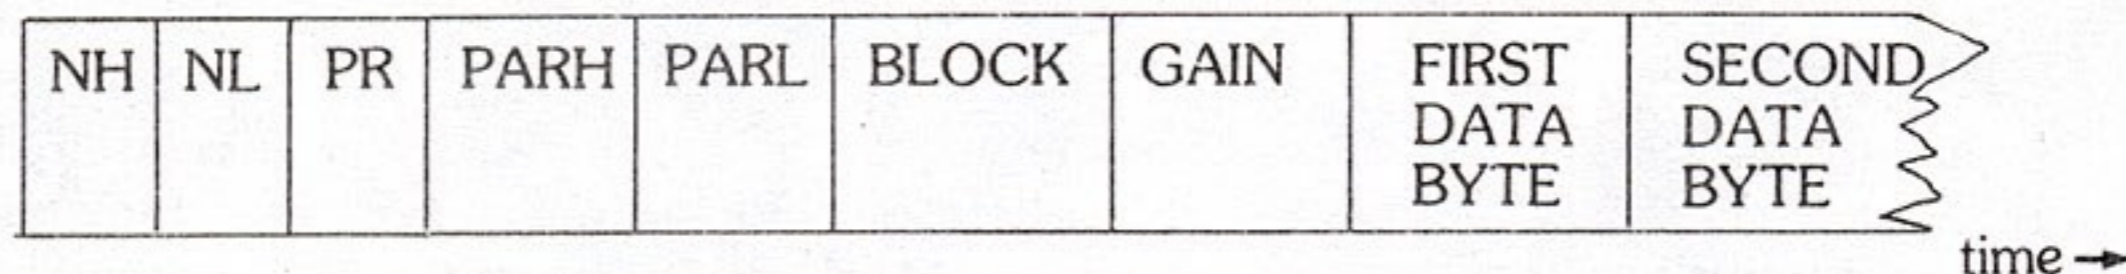 NH NL PR PARH PARL BLOCK GAIN FIRST SECOND
DATA DATA
BYTE BYTE
time →